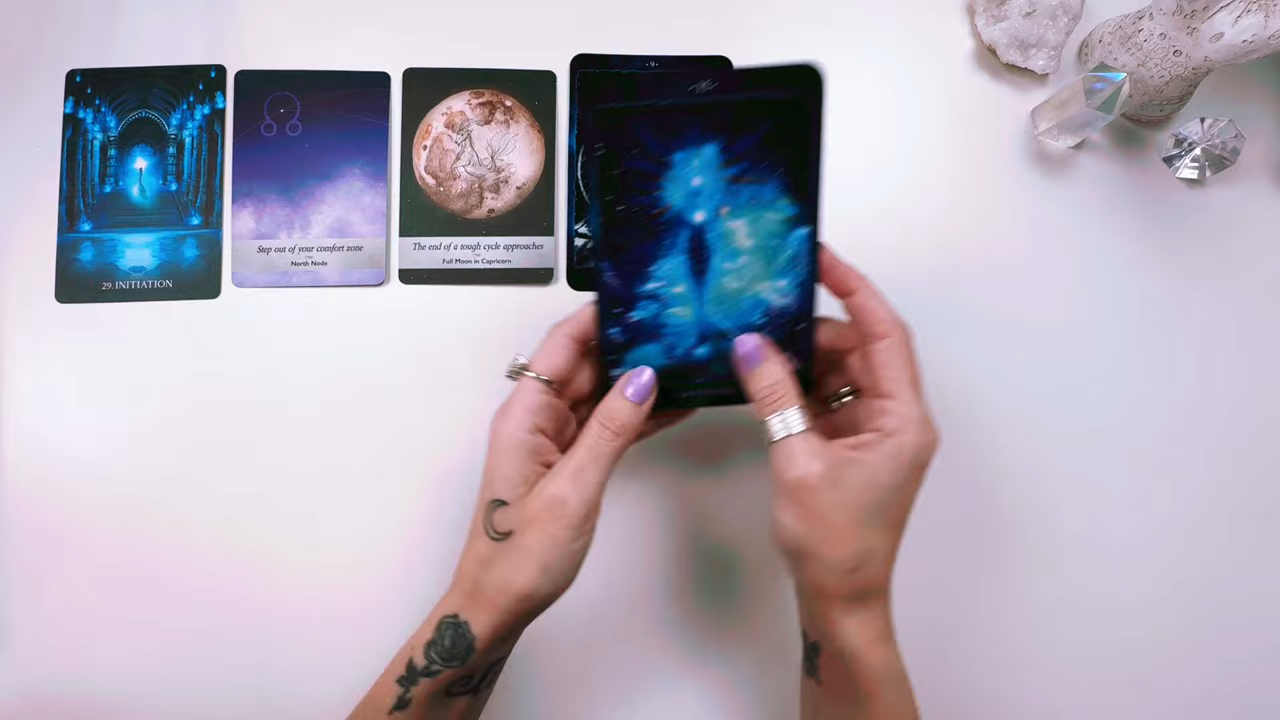 29. INITIATION
Step out of your comfort zone
North Node
The end of a tough cycle approaches
Full Moon in Capricorn
• 9 •